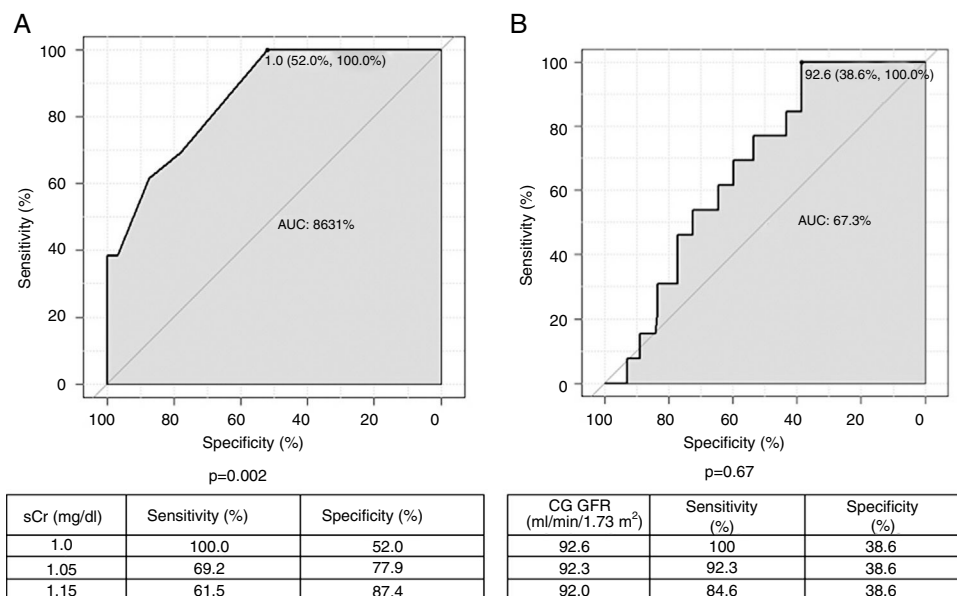 A
100
80
60
40
20
0
Sensitivity (%)
1.0 (52.0%, 100.0%)
AUC: 8631%
100 80 60 40 20 0
Specificity (%)
p=0.002
sCr (mg/dl) Sensitivity (%) Specificity (%)
1.0 100.0 52.0
1.05 69.2 77.9
1.15 61.5 87.4
B
100
80
60
40
20
0
Sensitivity (%)
92.6 (38.6%, 100.0%)
AUC: 67.3%
100 80 60 40 20 0
Specificity (%)
p=0.67
CG GFR (ml/min/1.73 m²) Sensitivity (%) Specificity (%)
92.6 100 38.6
92.3 92.3 38.6
92.0 84.6 38.6